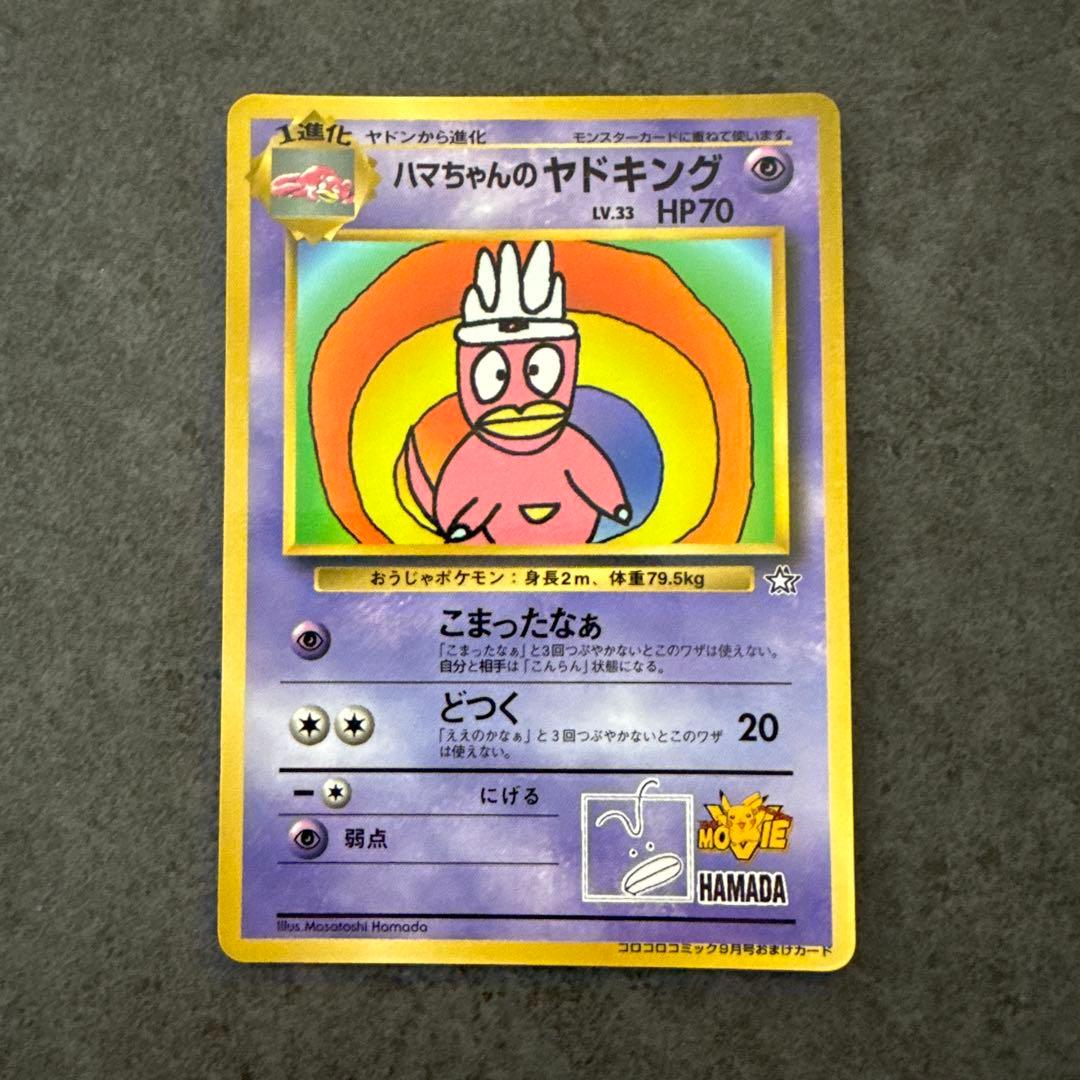 1進化 ヤドンから進化 モンスターカードに重ねて使います。
ハマちゃんのヤドキング
LV.33 HP70
おうじゃポケモン：身長2m、体重79.5kg
こまったなぁ
「こまったなぁ」と3回つぶやかないとこのワザは使えない。
自分と相手は「こんらん」状態になる。
どつく 20
「ええのかなぁ」と3回つぶやかないとこのワザ
は使えない。
にげる
弱点
MOVIE
HAMADA
Illus. Masatoshi Hamada
コロコロコミック9月号おまけカード